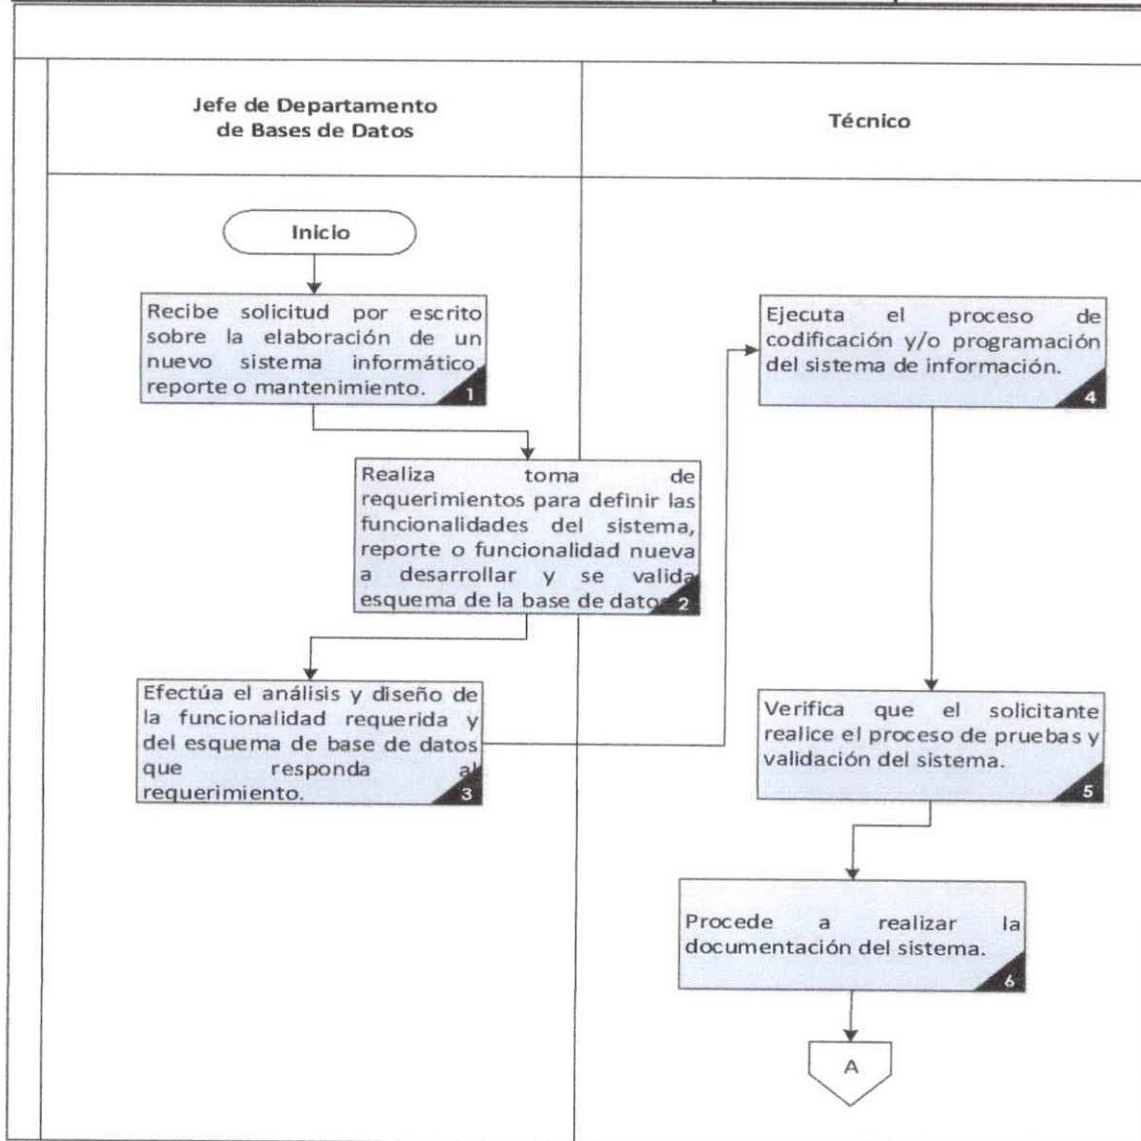 Jefe de Departamento
de Bases de Datos
Técnico
Inicio
Recibe solicitud por escrito
sobre la elaboración de un
nuevo sistema informático,
reporte o mantenimiento.
1
Realiza toma de
requerimientos para definir las
funcionalidades del sistema,
reporte o funcionalidad nueva
a desarrollar y se valida
esquema de la base de datos
2
Efectúa el análisis y diseño de
la funcionalidad requerida y
del esquema de base de datos
que responda al
requerimiento.
3
Ejecuta el proceso de
codificación y/o programación
del sistema de información.
4
Verifica que el solicitante
realice el proceso de pruebas y
validación del sistema.
5
Procede a realizar la
documentación del sistema.
6
A